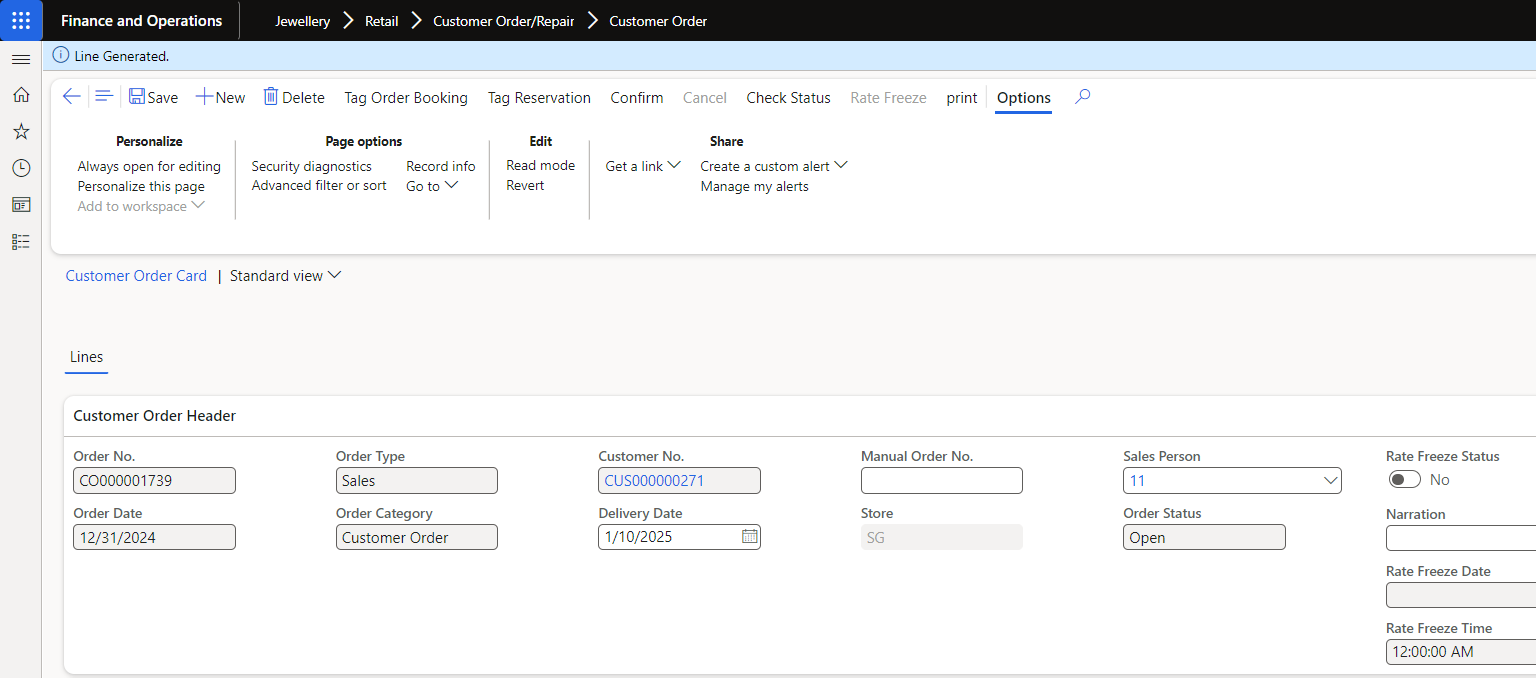 Finance and Operations Jewellery Retail Customer Order/Repair Customer Order
Line Generated.
Save New Delete Tag Order Booking Tag Reservation Confirm Cancel Check Status Rate Freeze print Options
Personalize Page options Edit Share
Always open for editing Security diagnostics Record info Read mode Get a link Create a custom alert
Personalize this page Advanced filter or sort Go to Revert Manage my alerts
Add to workspace
Customer Order Card | Standard view
Lines
Customer Order Header
Order No. Order Type Customer No. Manual Order No. Sales Person Rate Freeze Status
CO000001739 Sales CUS000000271 11 No
Order Date Order Category Delivery Date Store Order Status Narration
12/31/2024 Customer Order 1/10/2025 SG Open
Rate Freeze Date
Rate Freeze Time
12:00:00 AM